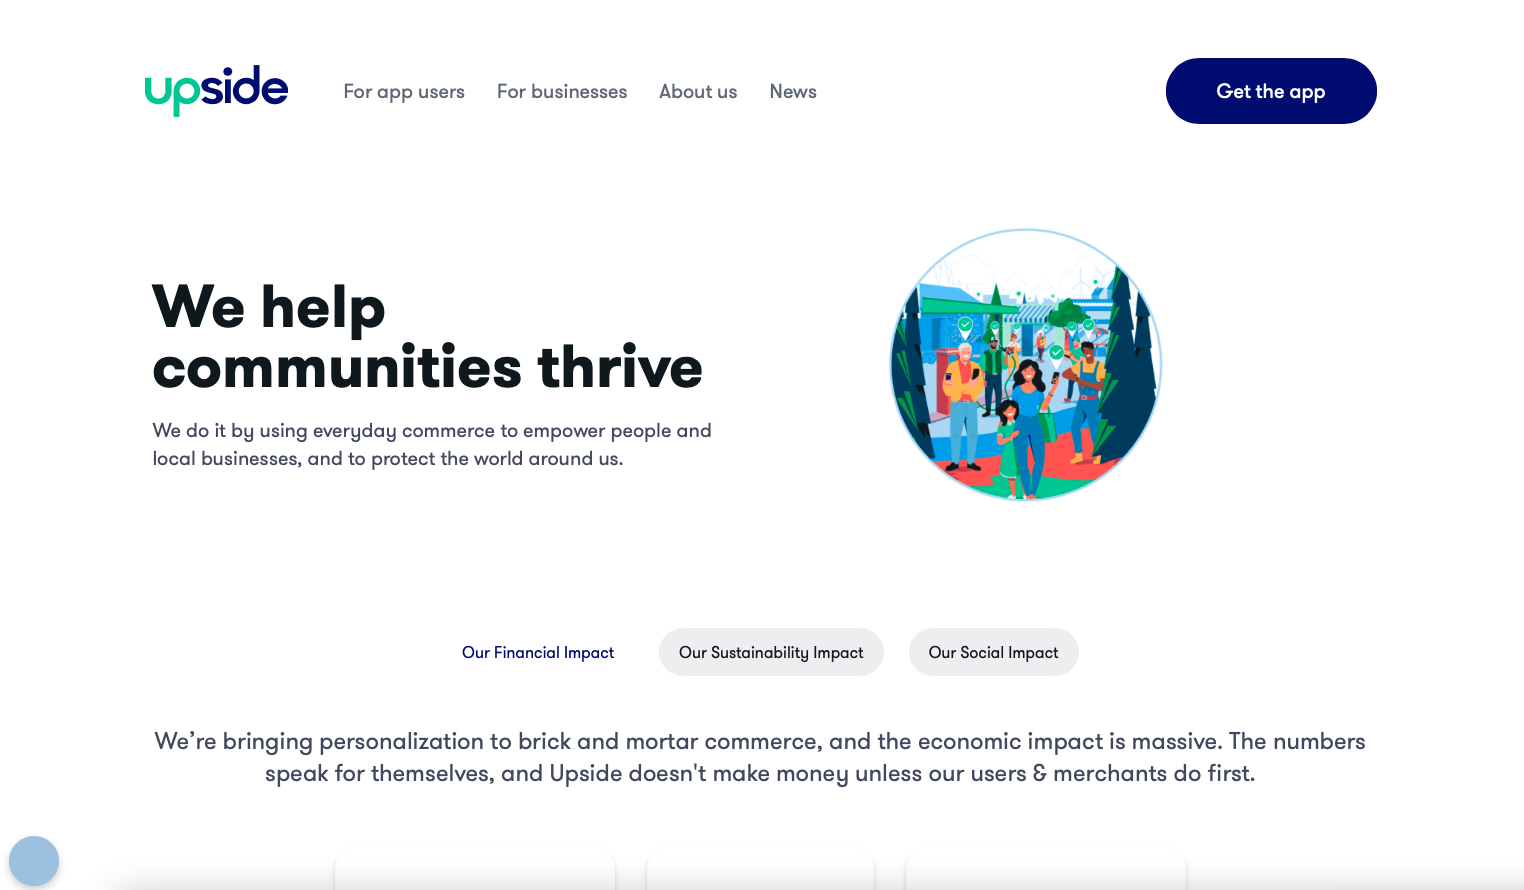 upside
For app users
For businesses
About us
News
Get the app
We help
communities thrive
We do it by using everyday commerce to empower people and
local businesses, and to protect the world around us.
Our Financial Impact
Our Sustainability Impact
Our Social Impact
We’re bringing personalization to brick and mortar commerce, and the economic impact is massive. The numbers
speak for themselves, and Upside doesn't make money unless our users & merchants do first.